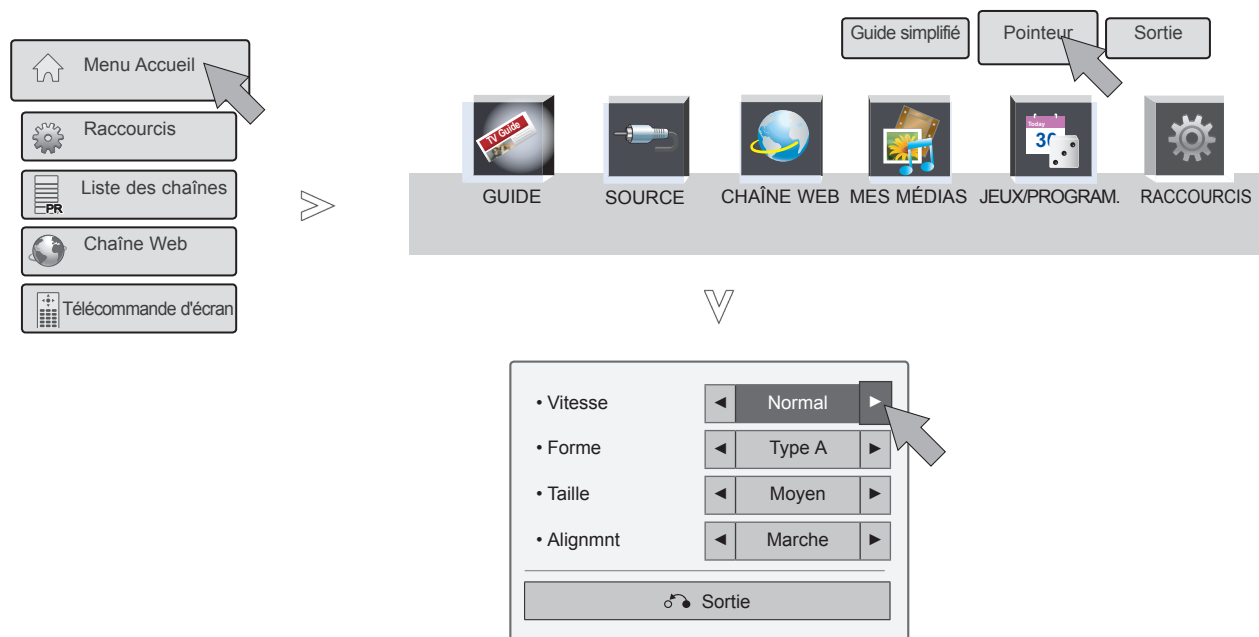 Menu Accueil
Raccourcis
Liste des chaînes
PR
Chaîne Web
Télécommande d'écran
Guide simplifié
Pointeur
Sortie
TV Guide
Today
30
GUIDE
SOURCE
CHAÎNE WEB
MES MÉDIAS
JEUX/PROGRAM.
RACCOURCIS
• Vitesse
Normal
• Forme
Type A
• Taille
Moyen
• Alignmnt
Marche
Sortie